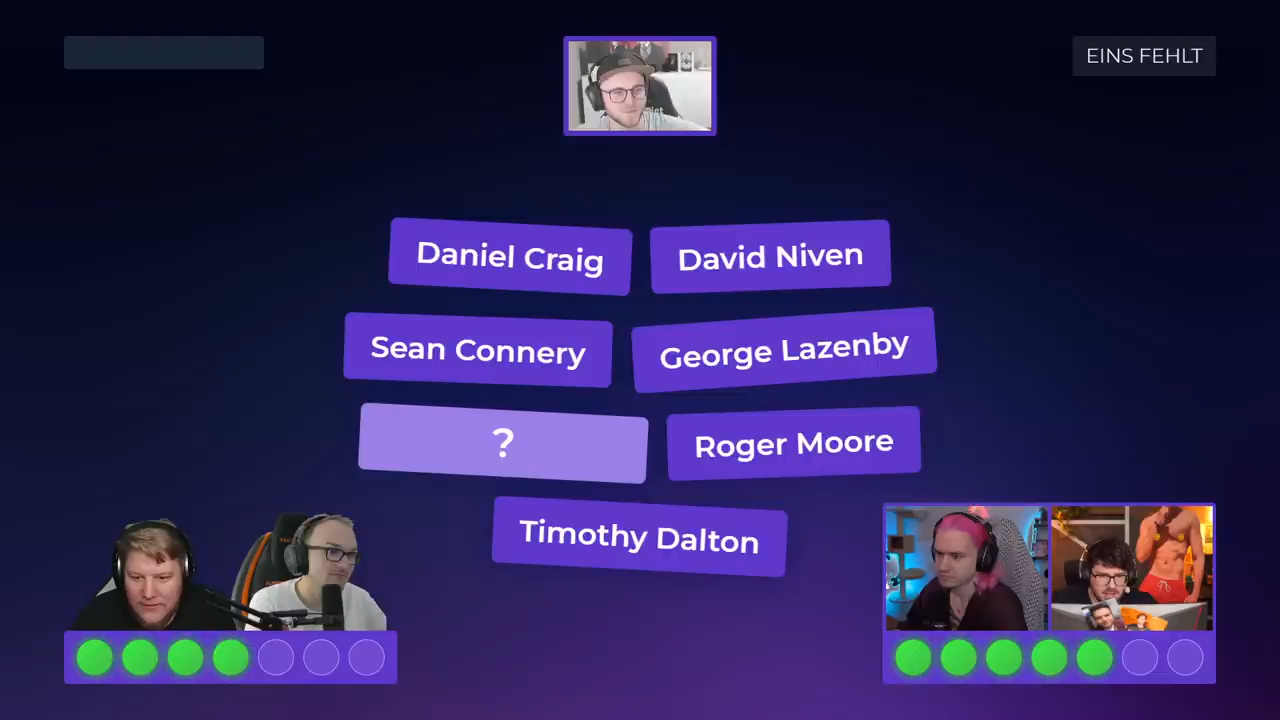 EINS FEHLT
Daniel Craig
David Niven
Sean Connery
George Lazenby
?
Roger Moore
Timothy Dalton